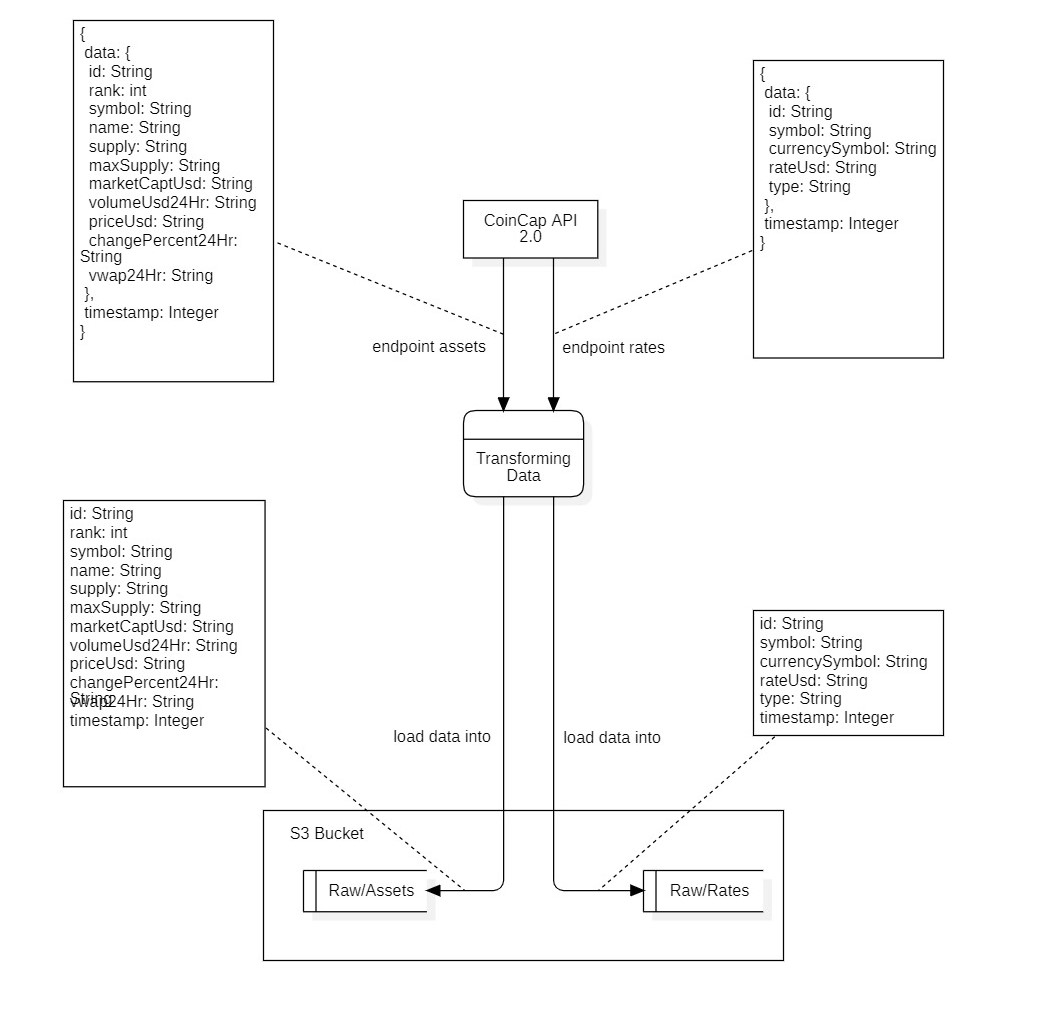 {
data: {
id: String
rank: int
symbol: String
name: String
supply: String
maxSupply: String
marketCaptUsd: String
volumeUsd24Hr: String
priceUsd: String
changePercent24Hr:
String
vwap24Hr: String
},
timestamp: Integer
}
{
data: {
id: String
symbol: String
currencySymbol: String
rateUsd: String
type: String
},
timestamp: Integer
}
CoinCap API
2.0
endpoint assets
endpoint rates
Transforming
Data
id: String
rank: int
symbol: String
name: String
supply: String
maxSupply: String
marketCaptUsd: String
volumeUsd24Hr: String
priceUsd: String
changePercent24Hr:
String
vwap24Hr: String
timestamp: Integer
id: String
symbol: String
currencySymbol: String
rateUsd: String
type: String
timestamp: Integer
load data into
load data into
S3 Bucket
Raw/Assets
Raw/Rates